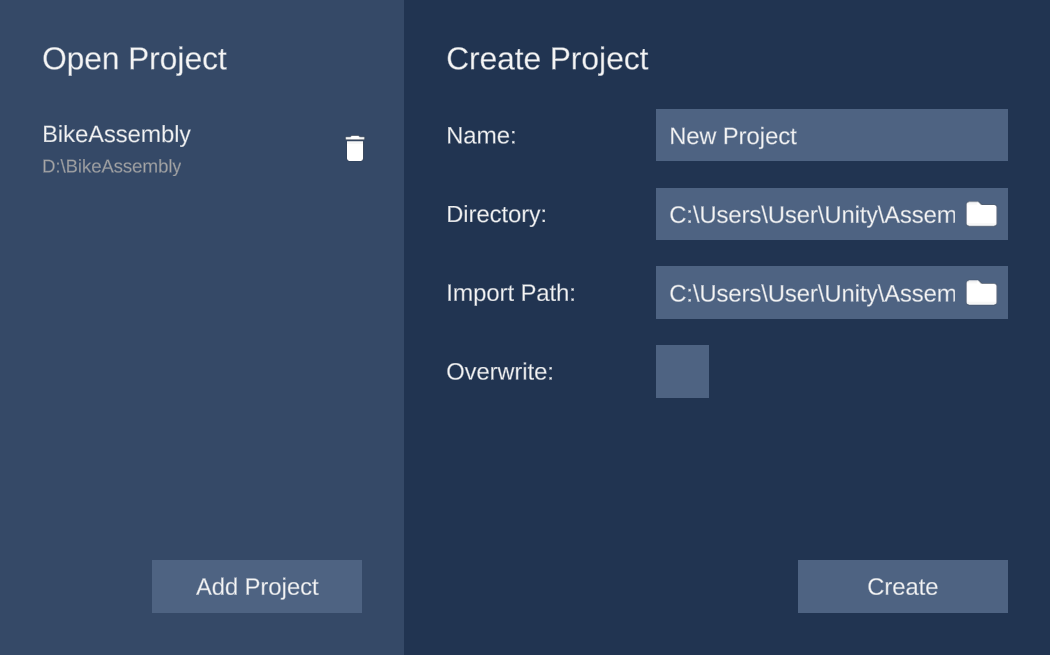 Open Project
BikeAssembly
D:\BikeAssembly
Add Project
Create Project
Name: New Project
Directory: C:\Users\User\Unity\Assem
Import Path: C:\Users\User\Unity\Assem
Overwrite:
Create